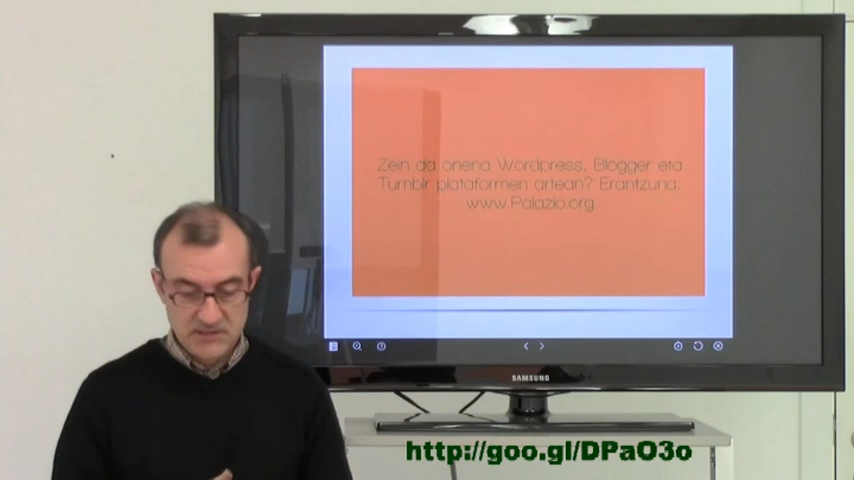 Zein da onena Wordpress, Blogger eta
Tumblr plataformen artean? Erantzuna:
www.Palazio.org
SAMSUNG
http://goo.gl/DPaO3o